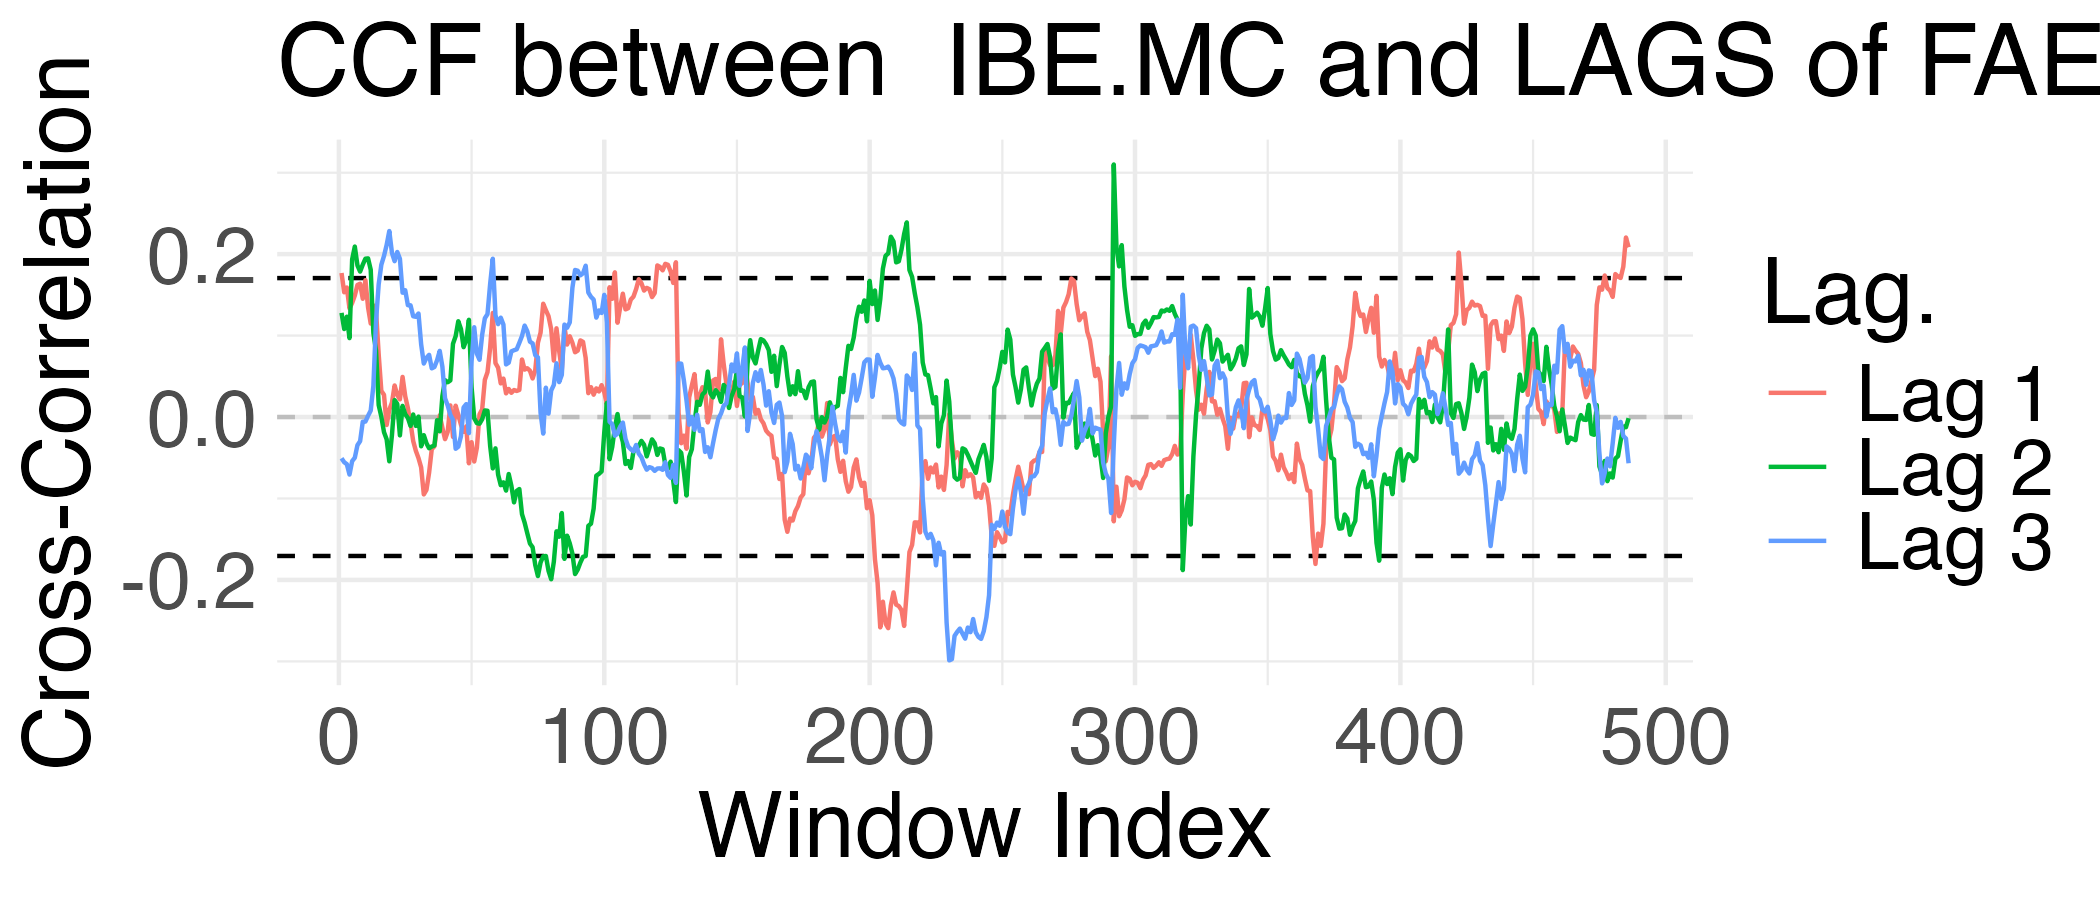 CCF between IBE.MC and LAGS of FAE
Cross-Correlation
0.2
0.0
-0.2
0 100 200 300 400 500
Window Index
Lag.
Lag 1
Lag 2
Lag 3